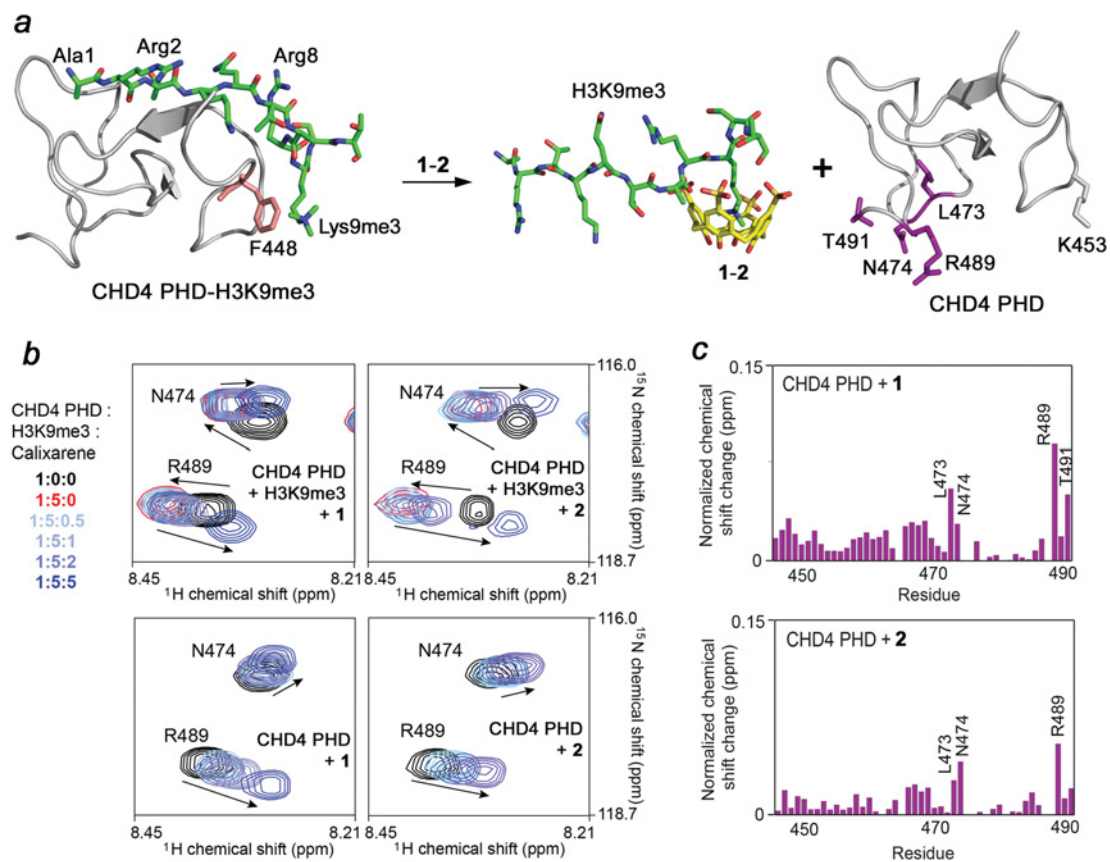 a
Ala1
Arg2
Arg8
F448
Lys9me3
CHD4 PHD-H3K9me3
1-2
H3K9me3
1-2
+
L473
T491
N474
R489
K453
CHD4 PHD
b
CHD4 PHD :
H3K9me3 :
Calixarene
1:0:0
1:5:0
1:5:0.5
1:5:1
1:5:2
1:5:5
N474
R489
CHD4 PHD
+ H3K9me3
+ 1
8.45
8.21
¹H chemical shift (ppm)
N474
R489
CHD4 PHD
+ H3K9me3
+ 2
116.0
¹⁵N chemical shift (ppm)
118.7
8.45
8.21
¹H chemical shift (ppm)
N474
R489
CHD4 PHD
+ 1
8.45
8.21
¹H chemical shift (ppm)
N474
R489
CHD4 PHD
+ 2
116.0
¹⁵N chemical shift (ppm)
118.7
8.45
8.21
¹H chemical shift (ppm)
c
0.15
CHD4 PHD + 1
Normalized chemical
shift change (ppm)
L473
N474
R489
T491
0
450
470
490
Residue
0.15
CHD4 PHD + 2
Normalized chemical
shift change (ppm)
L473
N474
R489
0
450
470
490
Residue